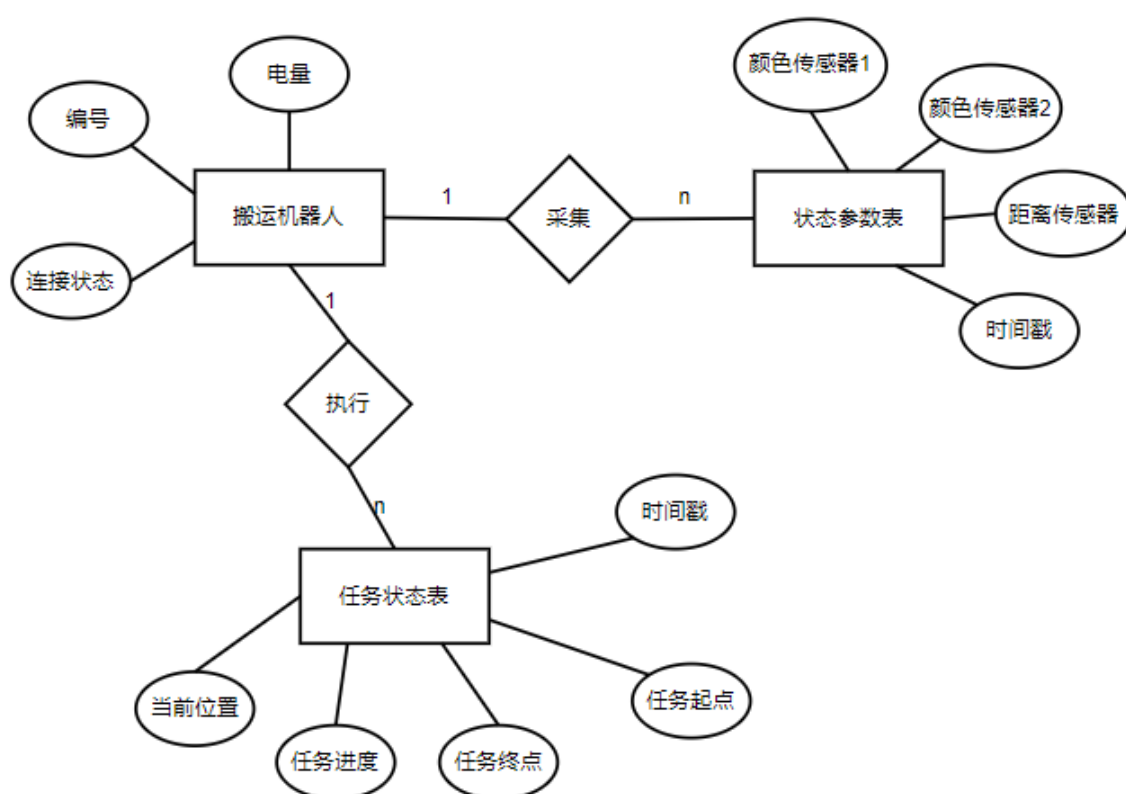 电量
颜色传感器1
编号
颜色传感器2
搬运机器人
1
采集
n
状态参数表
距离传感器
连接状态
1
时间戳
执行
n
时间戳
任务状态表
当前位置
任务进度
任务终点
任务起点